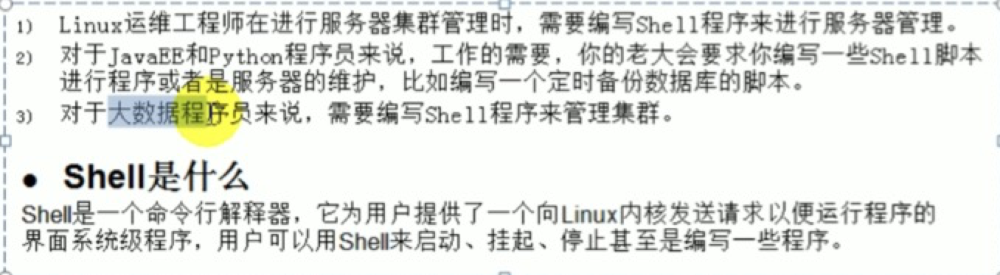 1) Linux运维工程师在进行服务器集群管理时，需要编写Shell程序来进行服务器管理。
2) 对于JavaEE和Python程序员来说，工作的需要，你的老大会要求你编写一些Shell脚本
进行程序或者是服务器的维护，比如编写一个定时备份数据库的脚本。
3) 对于大数据程序员来说，需要编写Shell程序来管理集群。
● Shell是什么
Shell是一个命令行解释器，它为用户提供了一个向Linux内核发送请求以便运行程序的
界面系统级程序，用户可以用Shell来启动、挂起、停止甚至是编写一些程序。